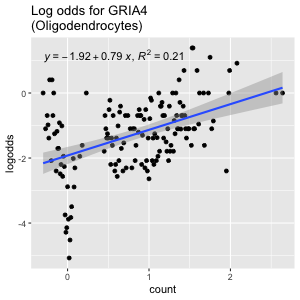 Log odds for GRIA4
(Oligodendrocytes)
y = −1.92 + 0.79 x, R² = 0.21
0
-2
-4
logodds
0 1 2
count